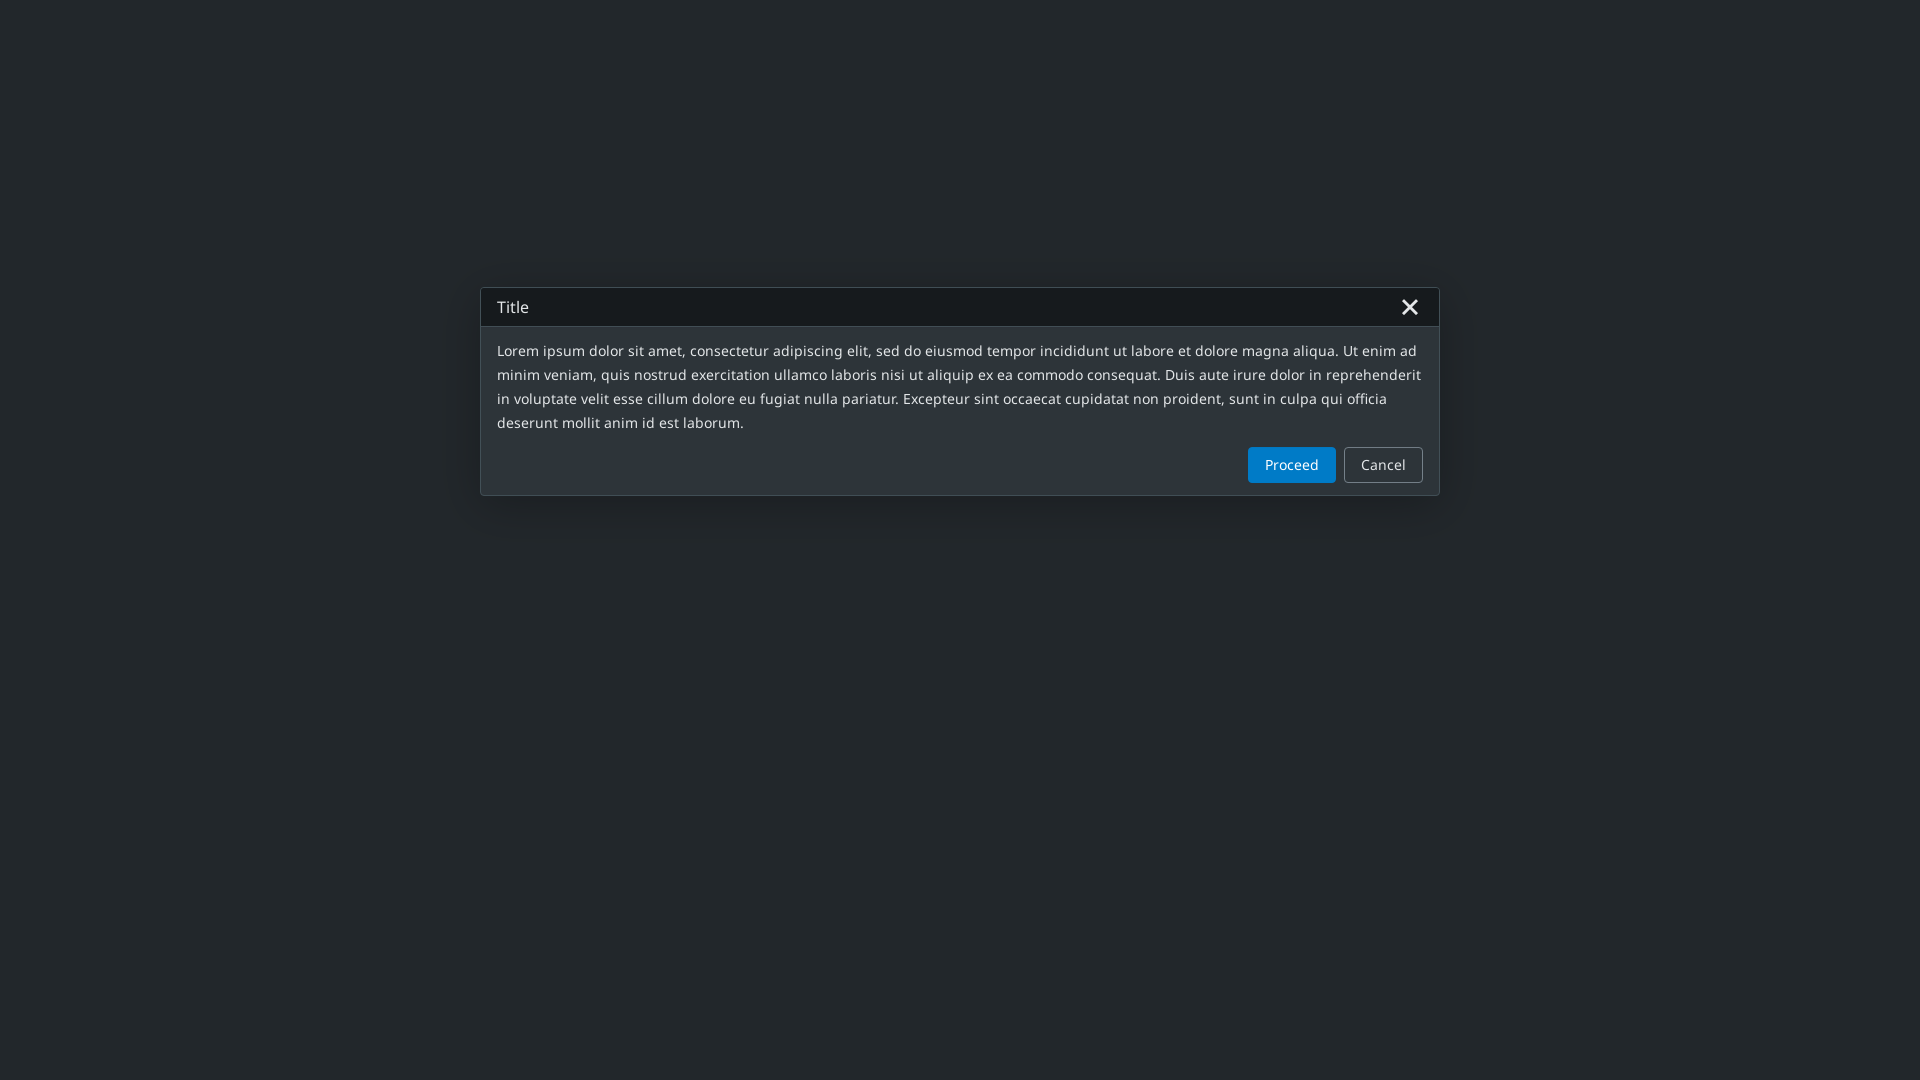 Title
Lorem ipsum dolor sit amet, consectetur adipiscing elit, sed do eiusmod tempor incididunt ut labore et dolore magna aliqua. Ut enim ad
minim veniam, quis nostrud exercitation ullamco laboris nisi ut aliquip ex ea commodo consequat. Duis aute irure dolor in reprehenderit
in voluptate velit esse cillum dolore eu fugiat nulla pariatur. Excepteur sint occaecat cupidatat non proident, sunt in culpa qui officia
deserunt mollit anim id est laborum.
Proceed Cancel